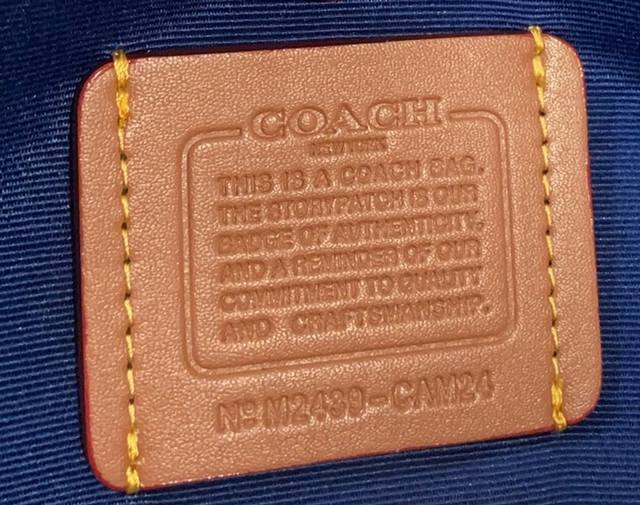 COACH
NEW YORK
THIS IS A COACH BAG.
THE STORYPATCH IS OUR
BADGE OF AUTHENTICITY,
AND A REMINDER OF OUR
COMMITMENT TO QUALITY
AND CRAFTSMANSHIP.
Nº M2439-CAM24